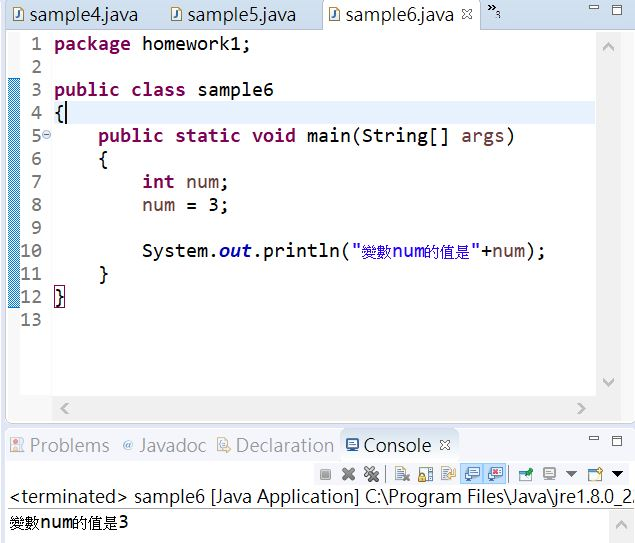 sample4.java sample5.java sample6.java »3
1 package homework1;
2
3 public class sample6
4 {
5 public static void main(String[] args)
6 {
7 int num;
8 num = 3;
9
10 System.out.println("變數num的值是"+num);
11 }
12 }
13
Problems @ Javadoc Declaration Console
<terminated> sample6 [Java Application] C:\Program Files\Java\jre1.8.0_2
變數num的值是3